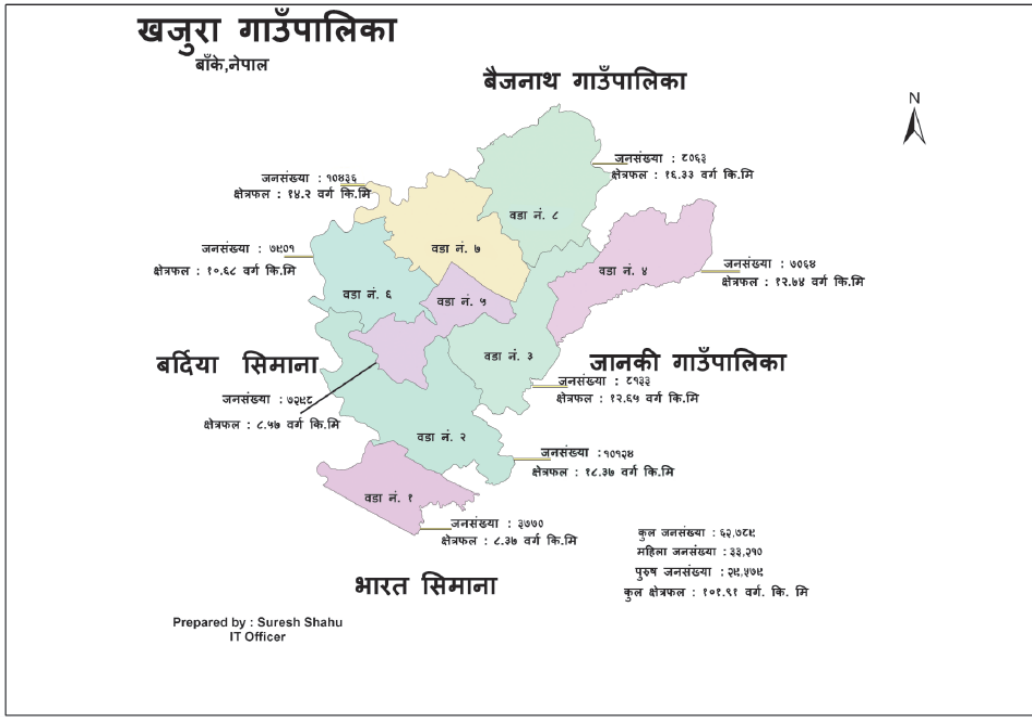 खजुरा गाउँपालिका
बाँके,नेपाल
बैजनाथ गाउँपालिका
N
जनसंख्या : ८०६३
क्षेत्रफल : १६.३३ वर्ग कि.मि
जनसंख्या : १०४३६
क्षेत्रफल : १४.२ वर्ग कि.मि
वडा नं. ८
वडा नं. ७
जनसंख्या : ७९०१
क्षेत्रफल : १०.६८ वर्ग कि.मि
वडा नं. ४
जनसंख्या : ७०६४
क्षेत्रफल : १२.७४ वर्ग कि.मि
वडा नं. ६
वडा नं. ५
वडा नं. ३
बर्दिया सिमाना
जानकी गाउँपालिका
जनसंख्या : ८१३३
क्षेत्रफल : १२.६५ वर्ग कि.मि
जनसंख्या : ७२९८
क्षेत्रफल : ८.५७ वर्ग कि.मि
वडा नं. २
जनसंख्या :१०१२४
क्षेत्रफल : १८.३७ वर्ग कि.मि
वडा नं. १
जनसंख्या : ३७७०
क्षेत्रफल : ८.३७ वर्ग कि.मि
कुल जनसंख्या : ६२,७८९
महिला जनसंख्या : ३३,२१०
पुरुष जनसंख्या : २९,५७९
कुल क्षेत्रफल : १०१.९१ वर्ग. कि. मि
भारत सिमाना
Prepared by : Suresh Shahu
IT Officer